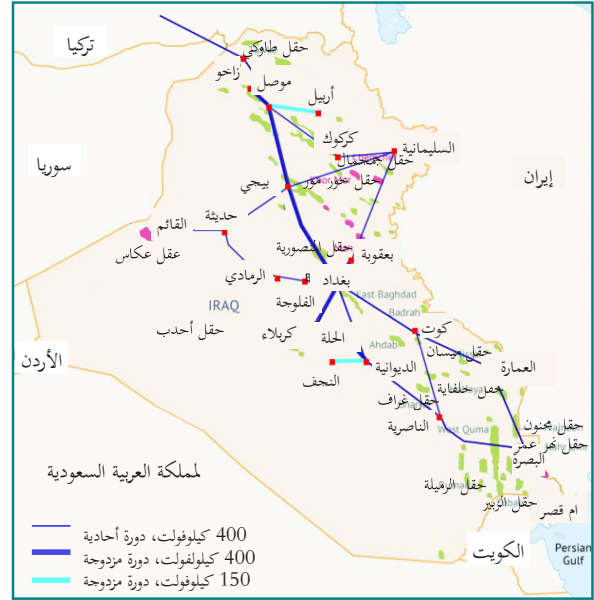 تركيا
حقل طاوكي
زاخو
موصل
أربيل
كركوك
السليمانية
سوريا
إيران
بيجي
حديثة
القائم
عقل عكاس
حقل المنصورية
بعقوبة
الرمادي
بغداد
الفلوجة
IRAQ
East Baghdad
Badrah
حقل أحدب
كربلاء
الحلة
كوت
Ahdab
حقل ميسان
الأردن
الديوانية
العمارة
النجف
حقل حلفاية
حقل غراف
الناصرية
West Quma
حقل مجنون
حقل نهر عمر
البصرة
لمملكة العربية السعودية
حقل الرميلة
حقل الزبير
ام قصر
400 كيلوفولت، دورة أحادية
400 كيلولفولت، دورة مزدوجة
150 كيلوفولت، دورة مزدوجة
الكويت
Persian
Gulf